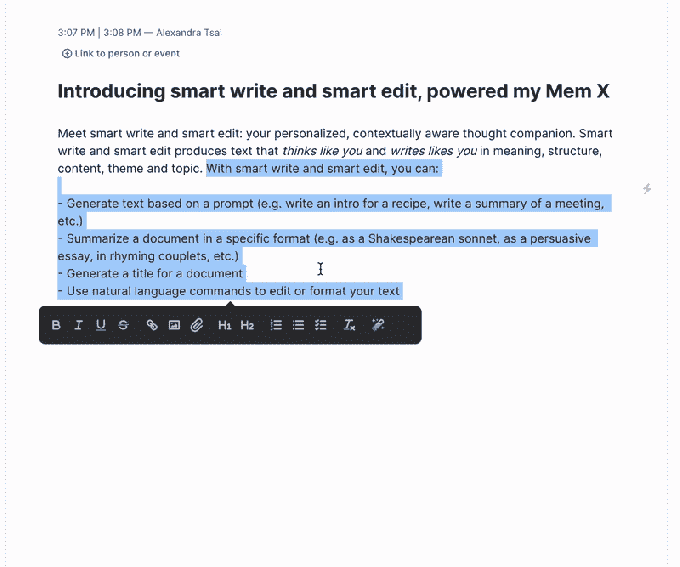 3:07 PM | 3:08 PM — Alexandra Tsai
Link to person or event
Introducing smart write and smart edit, powered my Mem X
Meet smart write and smart edit: your personalized, contextually aware thought companion. Smart
write and smart edit produces text that thinks like you and writes likes you in meaning, structure,
content, theme and topic. With smart write and smart edit, you can:
- Generate text based on a prompt (e.g. write an intro for a recipe, write a summary of a meeting,
etc.)
- Summarize a document in a specific format (e.g. as a Shakespearean sonnet, as a persuasive
essay, in rhyming couplets, etc.)
- Generate a title for a document
- Use natural language commands to edit or format your text
B I U S H1 H2 Tx